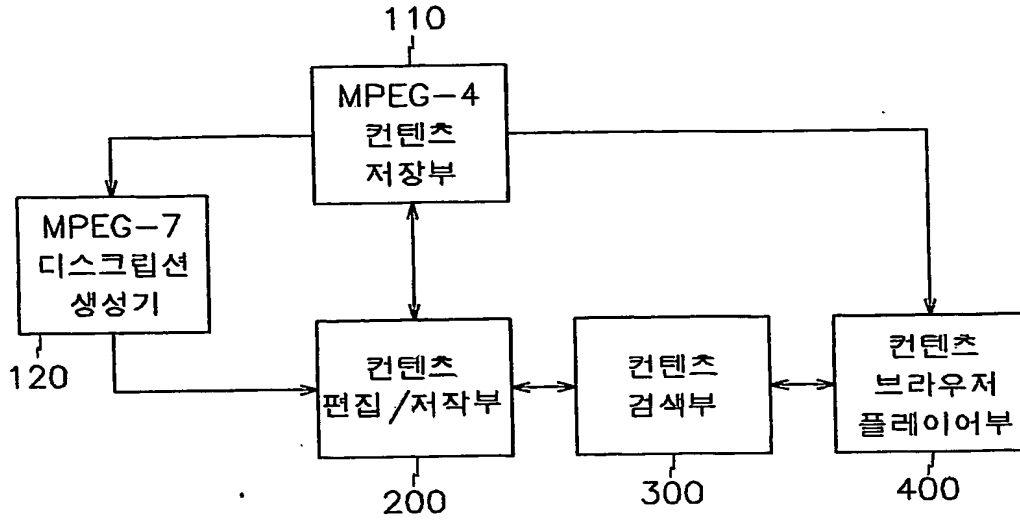 110
MPEG-4
컨텐츠
저장부
MPEG-7
디스크립션
생성기
120
컨텐츠
편집/저작부
200
컨텐츠
검색부
300
컨텐츠
브라우저
플레이어부
400